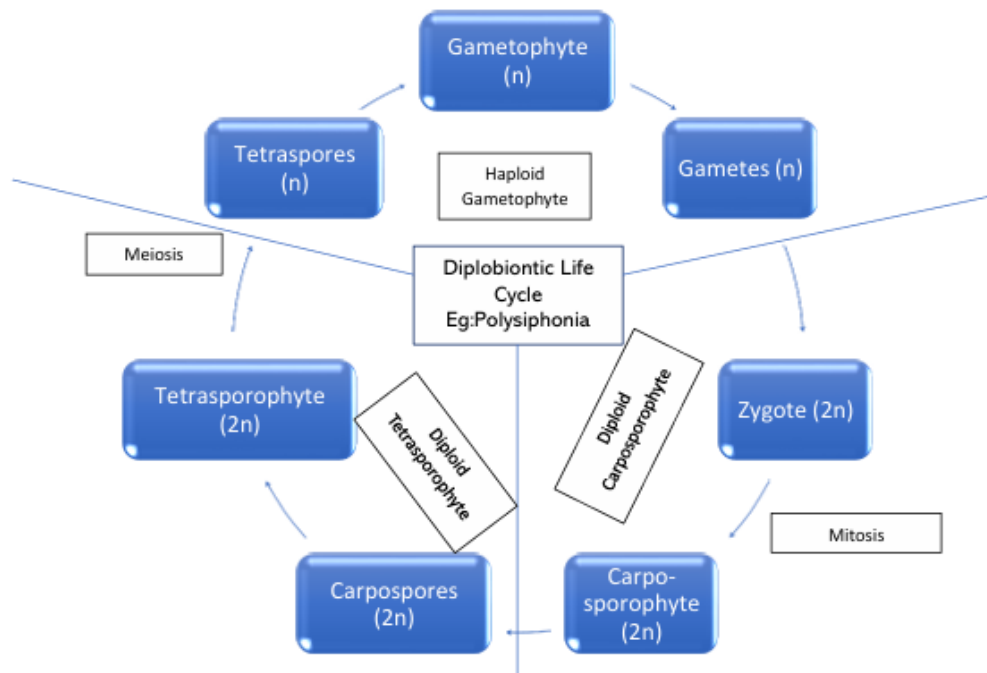 Gametophyte
(n)
Tetraspores
(n)
Gametes (n)
Haploid
Gametophyte
Meiosis
Diplobiontic Life
Cycle
Eg:Polysiphonia
Tetrasporophyte
(2n)
Diploid
Tetrasporophyte
Diploid
Carposporophyte
Zygote (2n)
Mitosis
Carpospores
(2n)
Carpo-
sporophyte
(2n)